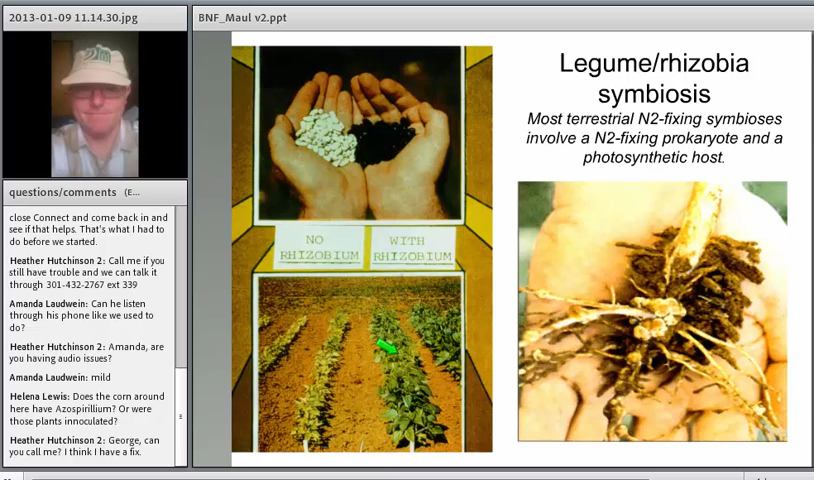 2013-01-09 11.14.30.jpg
BNF_Maul v2.ppt
questions/comments (E...
close Connect and come back in and
see if that helps. That's what I had to
do before we started.
Heather Hutchinson 2: Call me if you
still have trouble and we can talk it
through 301-432-2767 ext 339
Amanda Laudwein: Can he listen
through his phone like we used to
do?
Heather Hutchinson 2: Amanda, are
you having audio issues?
Amanda Laudwein: mild
Helena Lewis: Does the corn around
here have Azospirillium? Or were
those plants innoculated?
Heather Hutchinson 2: George, can
you call me? I think I have a fix.
NO
RHIZOBIUM
WITH
RHIZOBIUM
Legume/rhizobia
symbiosis
Most terrestrial N2-fixing symbioses
involve a N2-fixing prokaryote and a
photosynthetic host.